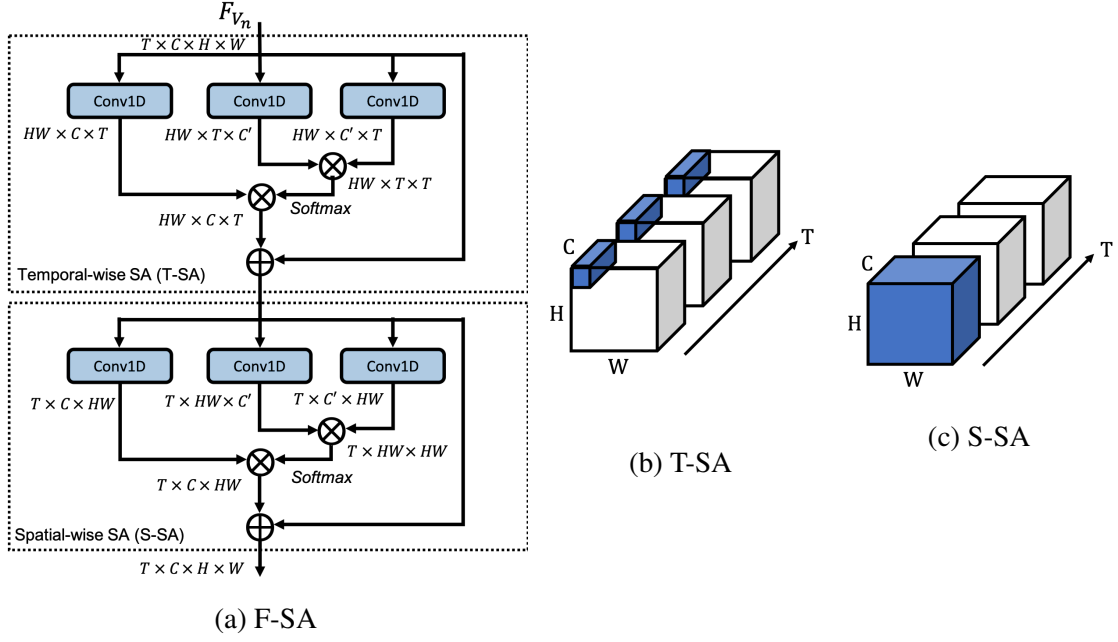 F_{V_n}
T × C × H × W
Conv1D Conv1D Conv1D
HW × C × T HW × T × C′ HW × C′ × T
HW × T × T
Softmax
HW × C × T
Temporal-wise SA (T-SA)
Conv1D Conv1D Conv1D
T × C × HW T × HW × C′ T × C′ × HW
T × HW × HW
Softmax
T × C × HW
Spatial-wise SA (S-SA)
T × C × H × W
(a) F-SA
C
T
H
W
(b) T-SA
C
T
H
W
(c) S-SA